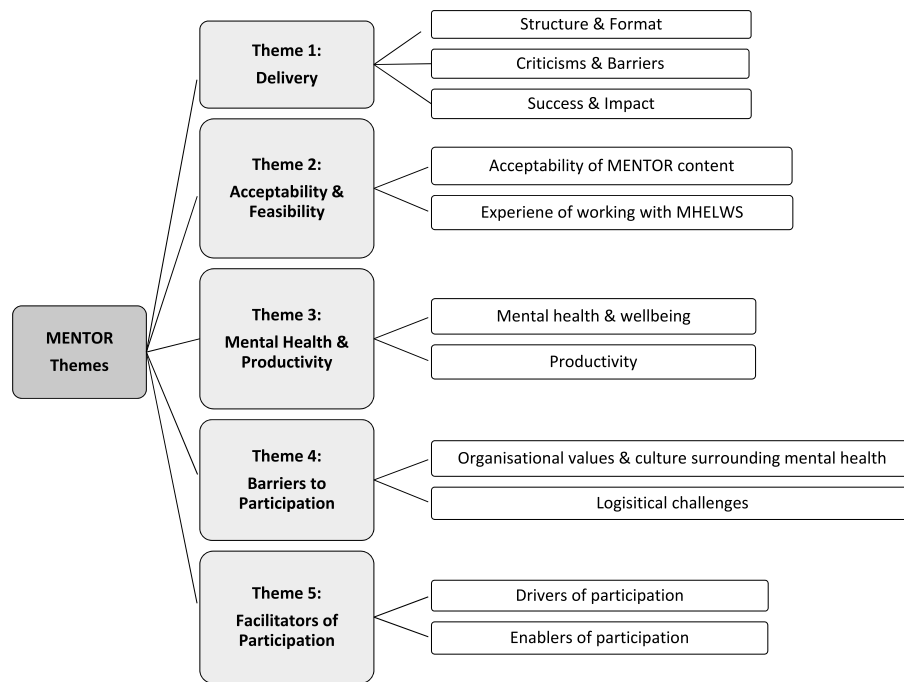 MENTOR
Themes
Theme 1:
Delivery
Structure & Format
Criticisms & Barriers
Success & Impact
Theme 2:
Acceptability &
Feasibility
Acceptability of MENTOR content
Experiene of working with MHELWS
Theme 3:
Mental Health &
Productivity
Mental health & wellbeing
Productivity
Theme 4:
Barriers to
Participation
Organisational values & culture surrounding mental health
Logisitical challenges
Theme 5:
Facilitators of
Participation
Drivers of participation
Enablers of participation